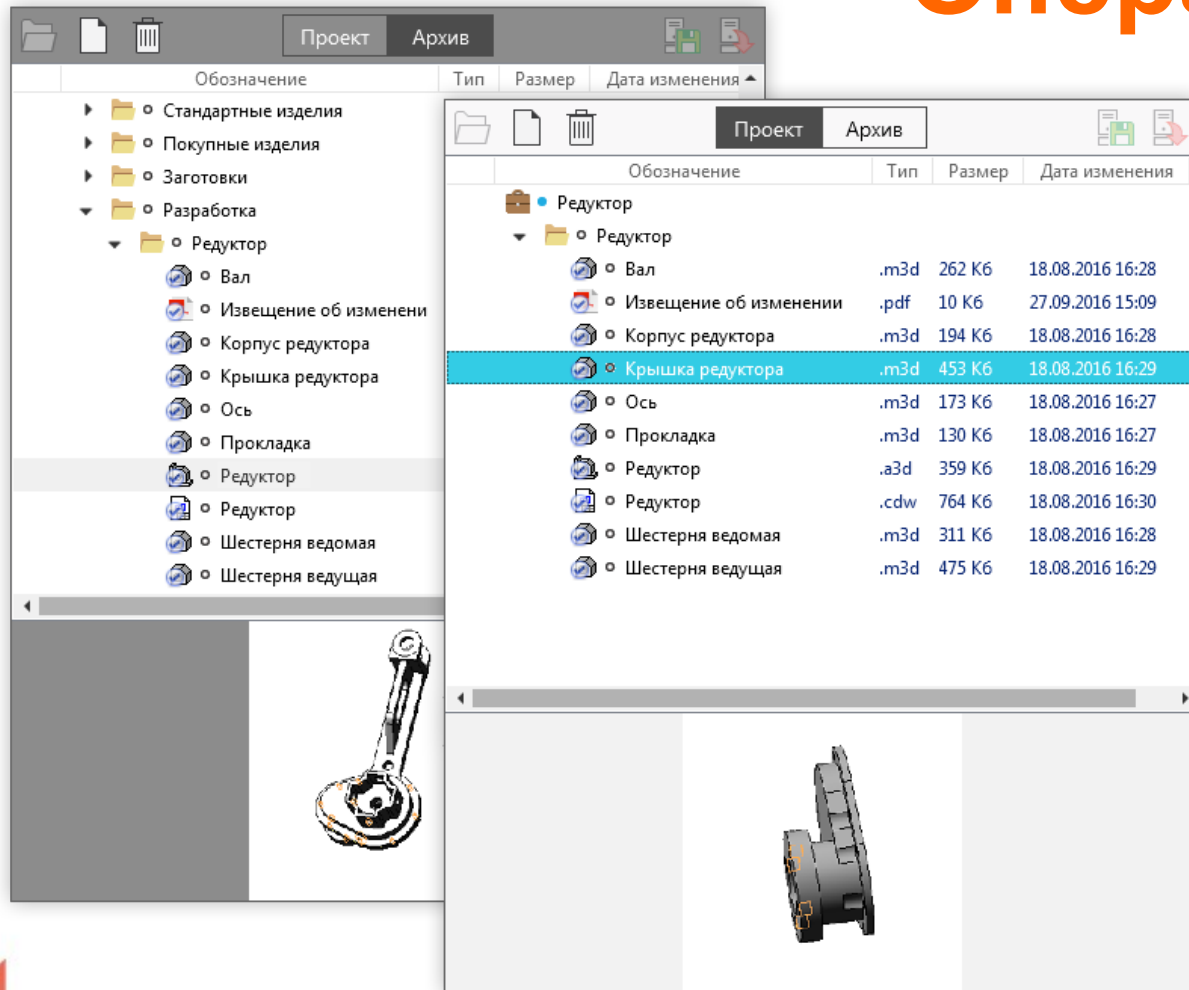 Опера
Проект Архив
Обозначение Тип Размер Дата изменения
Стандартные изделия
Покупные изделия
Заготовки
Разработка
Редуктор
Вал
Извещение об изменени
Корпус редуктора
Крышка редуктора
Ось
Прокладка
Редуктор
Редуктор
Шестерня ведомая
Шестерня ведущая
Проект Архив
Обозначение Тип Размер Дата изменения
Редуктор
Редуктор
Вал .m3d 262 Кб 18.08.2016 16:28
Извещение об изменении .pdf 10 Кб 27.09.2016 15:09
Корпус редуктора .m3d 194 Кб 18.08.2016 16:28
Крышка редуктора .m3d 453 Кб 18.08.2016 16:29
Ось .m3d 173 Кб 18.08.2016 16:27
Прокладка .m3d 130 Кб 18.08.2016 16:27
Редуктор .a3d 359 Кб 18.08.2016 16:29
Редуктор .cdw 764 Кб 18.08.2016 16:30
Шестерня ведомая .m3d 311 Кб 18.08.2016 16:28
Шестерня ведущая .m3d 475 Кб 18.08.2016 16:29